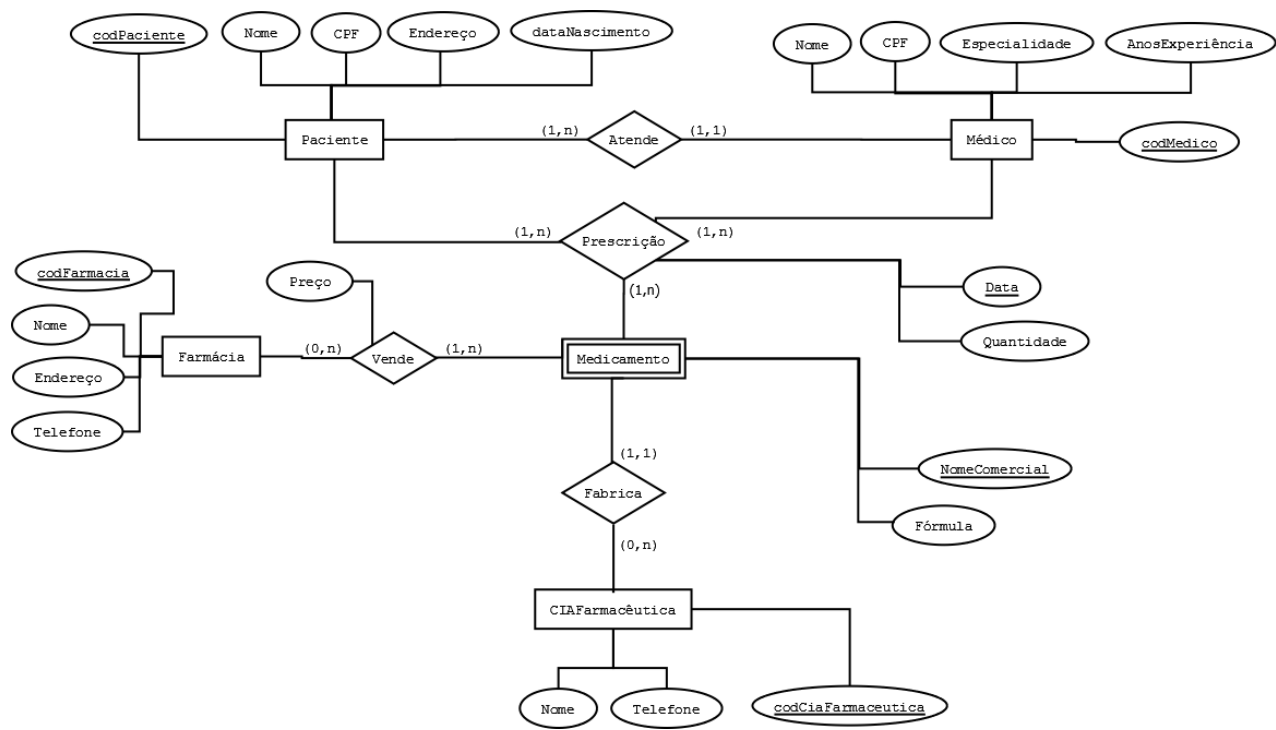 codPaciente
Nome
CPF
Endereço
dataNascimento
Nome
CPF
Especialidade
AnosExperiência
Paciente
(1,n)
Atende
(1,1)
Médico
codMedico
(1,n)
Prescrição
(1,n)
codFarmacia
Preço
(1,n)
Data
Nome
Quantidade
Farmácia
(0,n)
Vende
(1,n)
Medicamento
Endereço
Telefone
(1,1)
NomeComercial
Fabrica
Fórmula
(0,n)
CIAFarmacêutica
Nome
Telefone
codCiaFarmaceutica